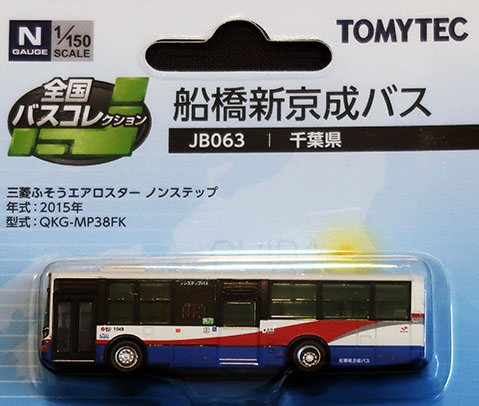 N GAUGE 1/150 SCALE
TOMYTEC
全国
バスコレクション
船橋新京成バス
JB063 | 千葉県
三菱ふそうエアロスター ノンステップ
年式:2015年
型式:QKG-MP38FK
ノンステップバス
1049
船橋新京成バス